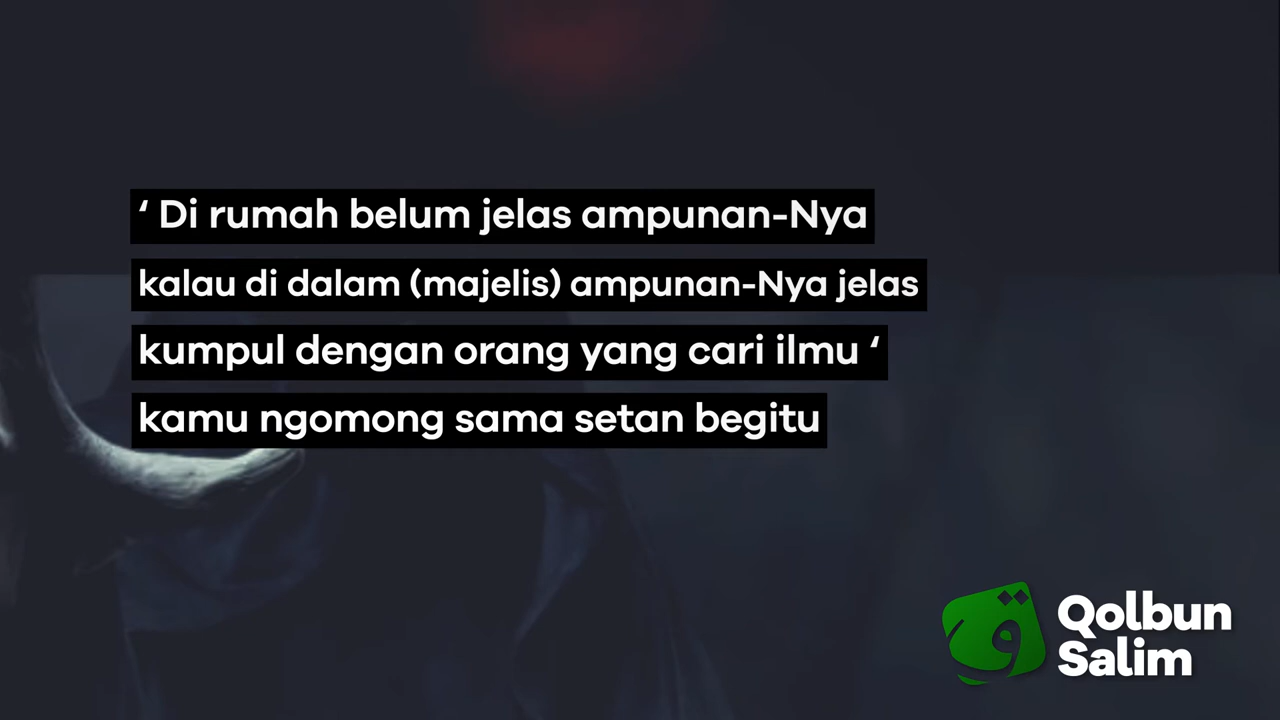 ‘ Di rumah belum jelas ampunan-Nya
kalau di dalam (majelis) ampunan-Nya jelas
kumpul dengan orang yang cari ilmu ‘
kamu ngomong sama setan begitu
Qolbun
Salim